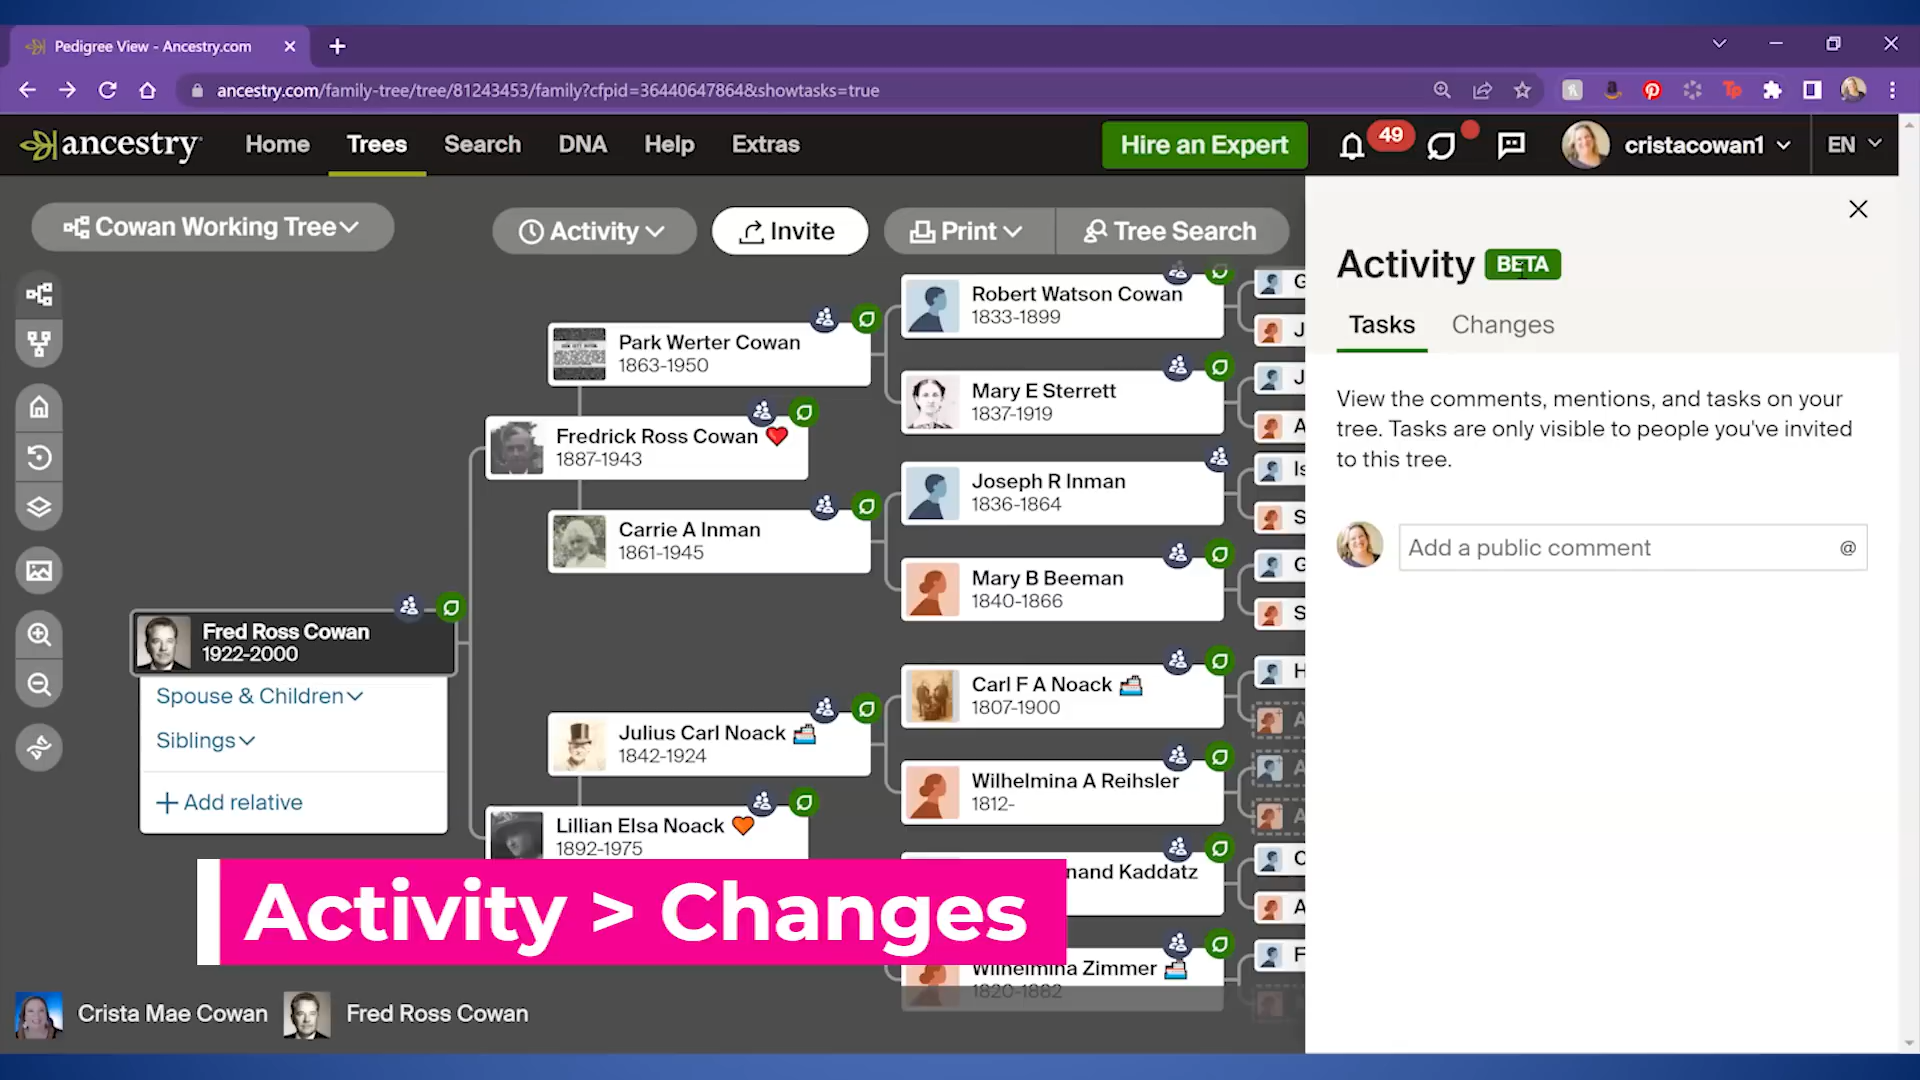 Pedigree View - Ancestry.com
ancestry.com/family-tree/tree/81243453/family?cfpid=36440647864&showtasks=true
ancestry
Home
Trees
Search
DNA
Help
Extras
Hire an Expert
49
cristacowan1
EN
Cowan Working Tree
Activity
Invite
Print
Tree Search
Robert Watson Cowan
1833-1899
Park Werter Cowan
1863-1950
Mary E Sterrett
1837-1919
Fredrick Ross Cowan
1887-1943
Joseph R Inman
1836-1864
Carrie A Inman
1861-1945
Mary B Beeman
1840-1866
Fred Ross Cowan
1922-2000
Spouse & Children
Siblings
+ Add relative
Carl F A Noack
1807-1900
Julius Carl Noack
1842-1924
Wilhelmina A Reihsler
1812-
Lillian Elsa Noack
1892-1975
nand Kaddatz
Wilhelmina Zimmer
1820-1882
G
J
J
A
Is
S
G
S
H
A
A
A
C
A
F
Activity BETA
Tasks
Changes
View the comments, mentions, and tasks on your
tree. Tasks are only visible to people you've invited
to this tree.
Add a public comment
@
Activity > Changes
Crista Mae Cowan
Fred Ross Cowan